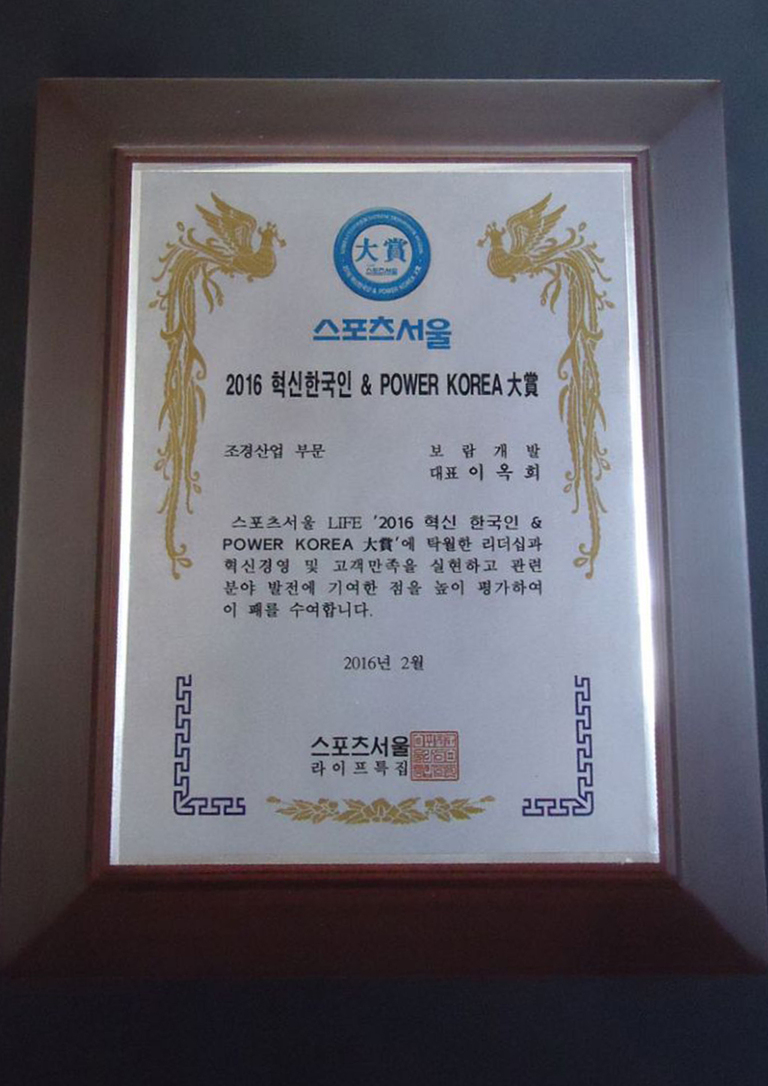 大賞
스포츠서울
스포츠서울
2016 혁신한국인 & POWER KOREA 大賞
조경산업 부문
보 람 개 발
대표 이 옥 희
스포츠서울 LIFE '2016 혁신 한국인 &
POWER KOREA 大賞'에 탁월한 리더십과
혁신경영 및 고객만족을 실현하고 관련
분야 발전에 기여한 점을 높이 평가하여
이 패를 수여합니다.
2016년 2월
스포츠서울
라이프특집